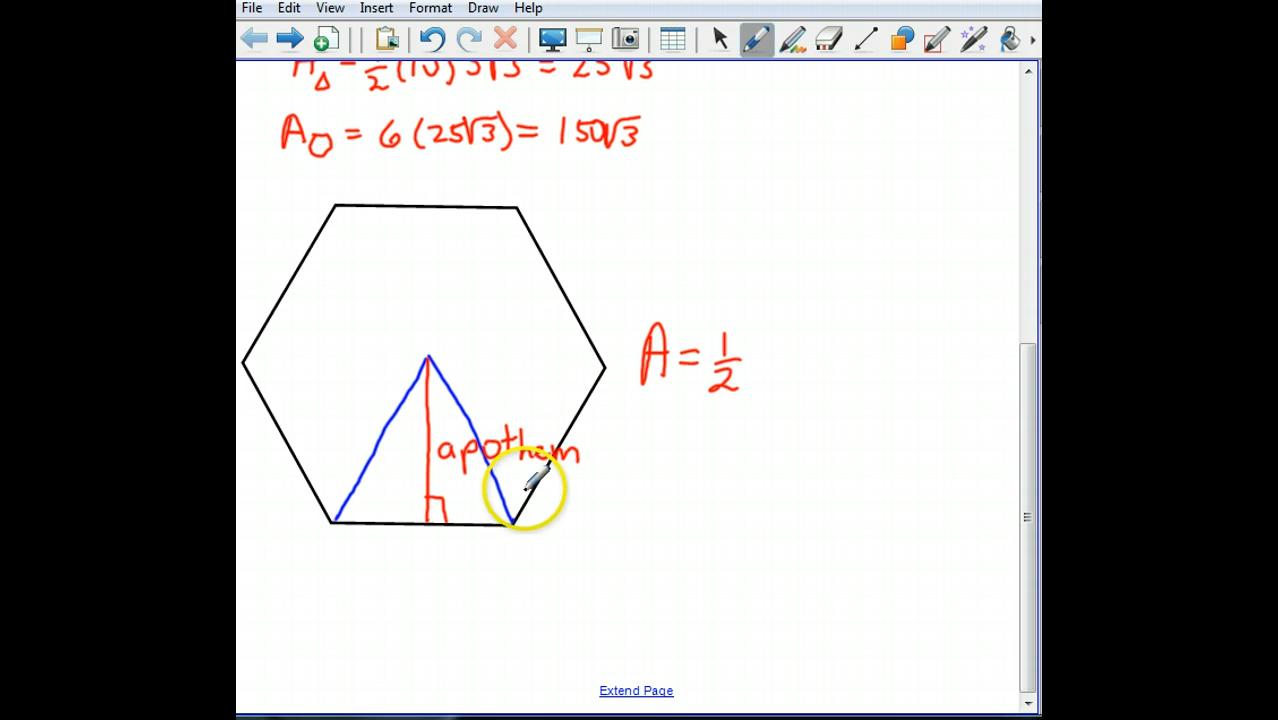 File Edit View Insert Format Draw Help
A△ = 1/2 (10) 5√3 = 25√3
A⬡ = 6 (25√3) = 150√3
A = 1/2
apothem
Extend Page